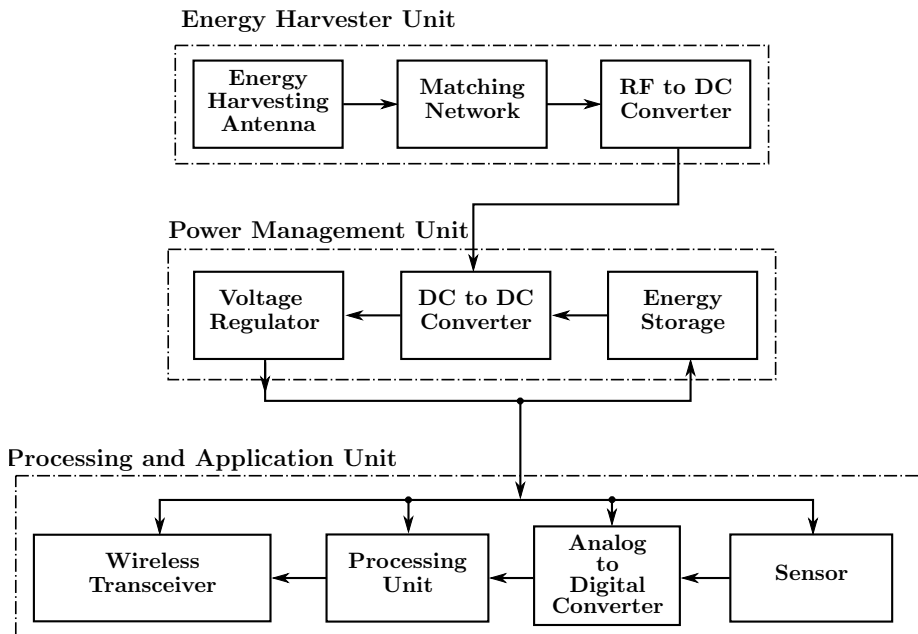 Energy Harvester Unit
Energy
Harvesting
Antenna
Matching
Network
RF to DC
Converter
Power Management Unit
Voltage
Regulator
DC to DC
Converter
Energy
Storage
Processing and Application Unit
Wireless
Transceiver
Processing
Unit
Analog
to
Digital
Converter
Sensor